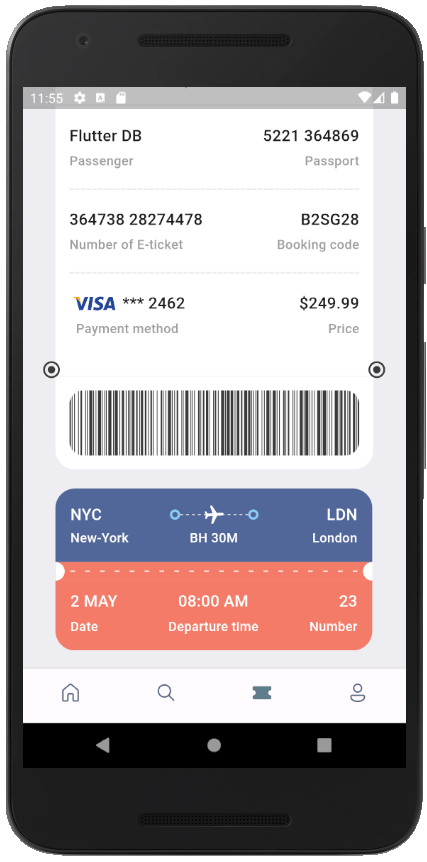 11:55
Flutter DB 5221 364869
Passenger Passport
364738 28274478 B2SG28
Number of E-ticket Booking code
VISA *** 2462 $249.99
Payment method Price
NYC LDN
New-York BH 30M London
2 MAY 08:00 AM 23
Date Departure time Number